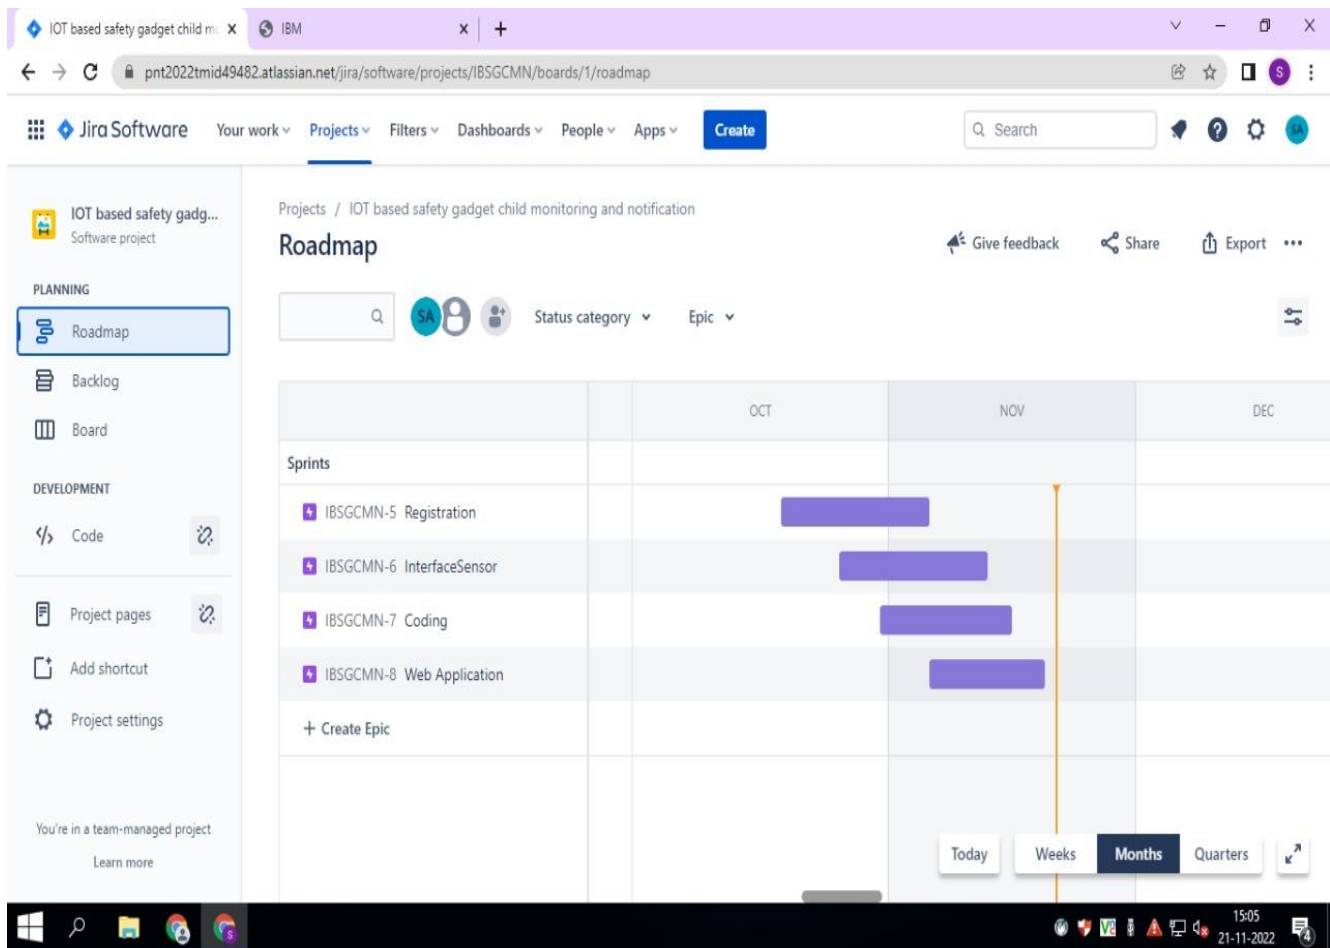 IOT based safety gadget child mo
IBM
pnt2022tmid49482.atlassian.net/jira/software/projects/IBSGCMN/boards/1/roadmap
S
Jira Software Your work Projects Filters Dashboards People Apps Create Search SA
IOT based safety gadg...
Software project
PLANNING
Roadmap
Backlog
Board
DEVELOPMENT
Code
Project pages
Add shortcut
Project settings
You're in a team-managed project
Learn more
Projects / IOT based safety gadget child monitoring and notification
Roadmap
Give feedback Share Export
SA Status category Epic
OCT NOV DEC
Sprints
IBSGCMN-5 Registration
IBSGCMN-6 InterfaceSensor
IBSGCMN-7 Coding
IBSGCMN-8 Web Application
+ Create Epic
Today Weeks Months Quarters
15:05
21-11-2022
4